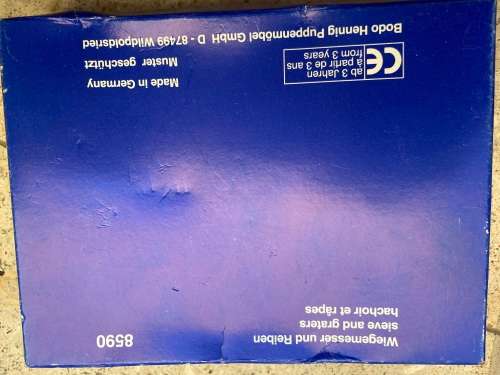 Wiegemesser und Reiben
sieve and graters
hachoir et râpes
8590
CE
ab 3 Jahren
à partir de 3 ans
from 3 years
Made in Germany
Muster geschützt
Bodo Hennig Puppenmöbel GmbH D - 87499 Wildpoldsried